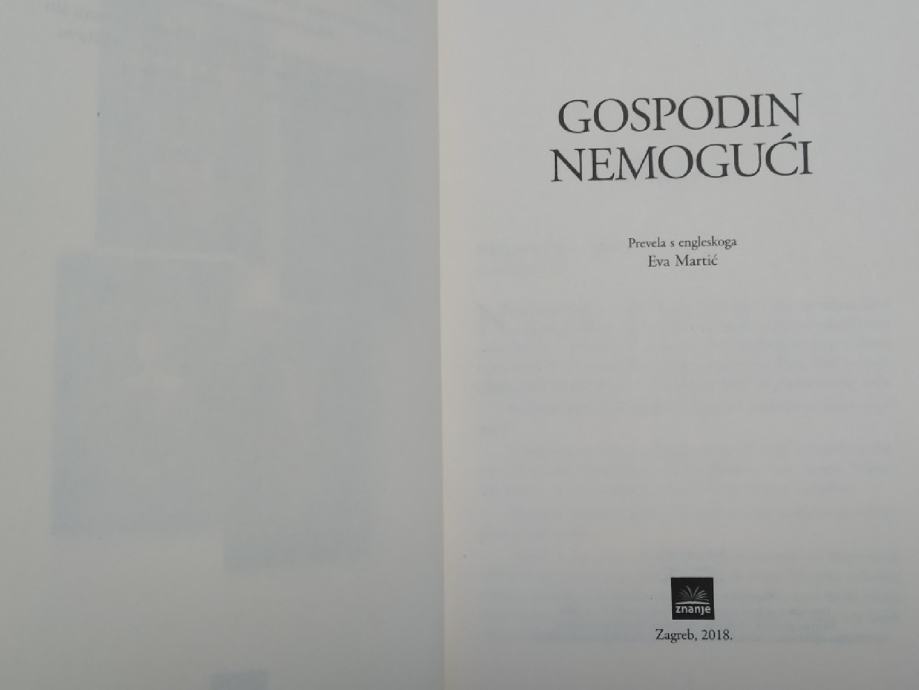 GOSPODIN
NEMOGUĆI
Prevela s engleskoga
Eva Martić
znanje
Zagreb, 2018.